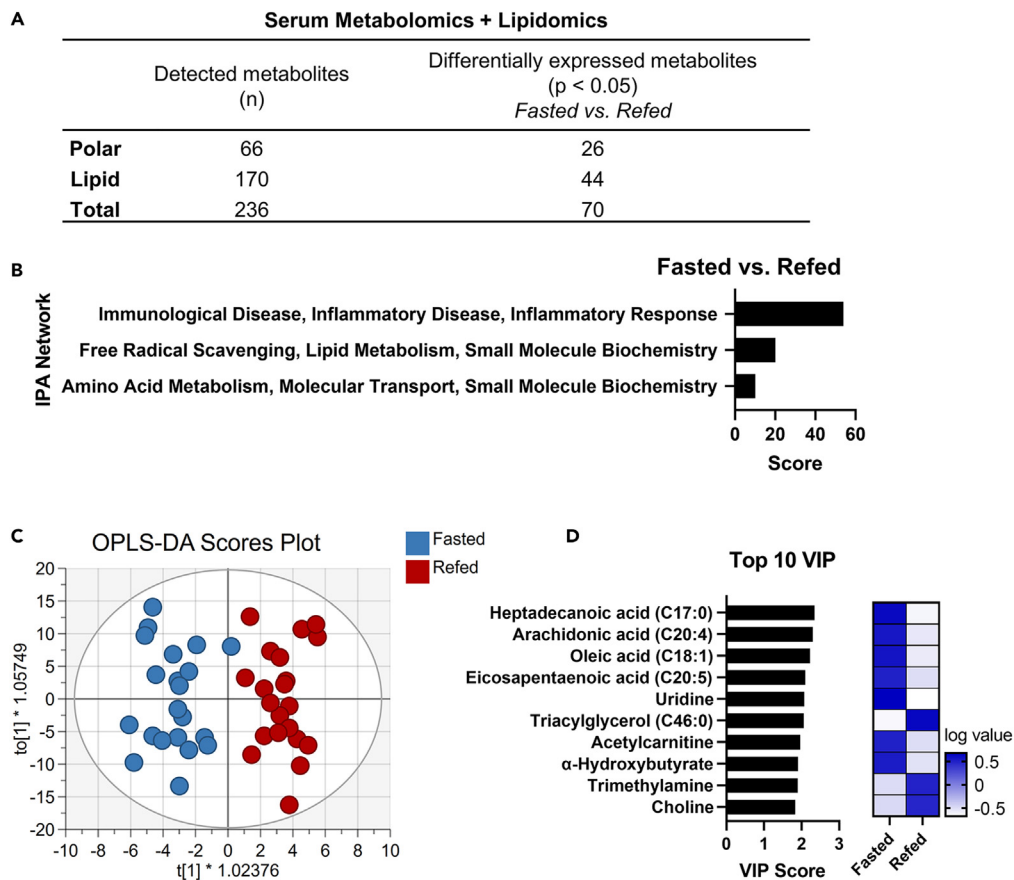 A
Serum Metabolomics + Lipidomics
Detected metabolites
(n)
Differentially expressed metabolites
(p < 0.05)
Fasted vs. Refed
Polar 66 26
Lipid 170 44
Total 236 70
B
Fasted vs. Refed
IPA Network
Immunological Disease, Inflammatory Disease, Inflammatory Response
Free Radical Scavenging, Lipid Metabolism, Small Molecule Biochemistry
Amino Acid Metabolism, Molecular Transport, Small Molecule Biochemistry
0 20 40 60
Score
C
OPLS-DA Scores Plot
Fasted
Refed
to[1] * 1.05749
20
15
10
5
0
-5
-10
-15
-20
-10 -8 -6 -4 -2 0 2 4 6 8 10
t[1] * 1.02376
D
Top 10 VIP
Heptadecanoic acid (C17:0)
Arachidonic acid (C20:4)
Oleic acid (C18:1)
Eicosapentaenoic acid (C20:5)
Uridine
Triacylglycerol (C46:0)
Acetylcarnitine
α-Hydroxybutyrate
Trimethylamine
Choline
0 1 2 3
VIP Score
Fasted
Refed
log value
0.5
-0.5